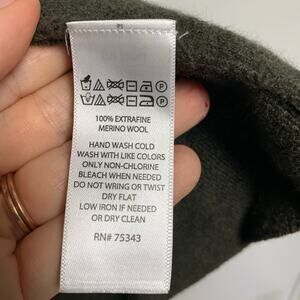 100% EXTRAFINE
MERINO WOOL
HAND WASH COLD
WASH WITH LIKE COLORS
ONLY NON-CHLORINE
BLEACH WHEN NEEDED
DO NOT WRING OR TWIST
DRY FLAT
LOW IRON IF NEEDED
OR DRY CLEAN
RN# 75343